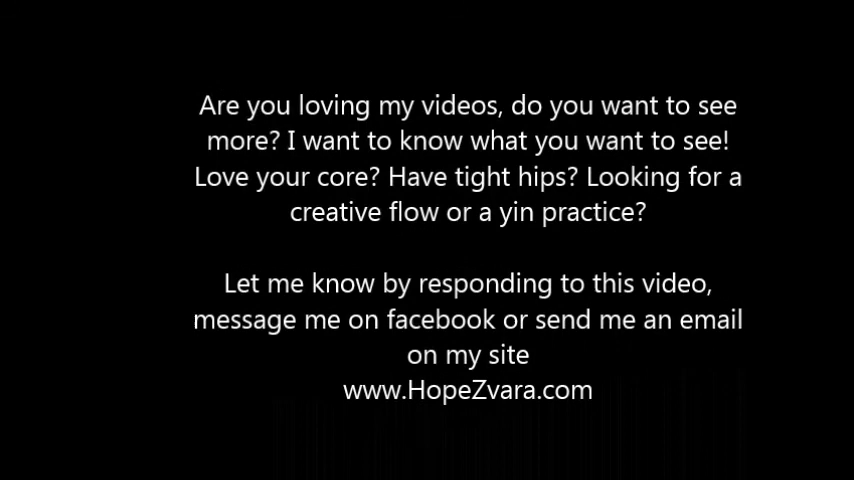 Are you loving my videos, do you want to see
more? I want to know what you want to see!
Love your core? Have tight hips? Looking for a
creative flow or a yin practice?
Let me know by responding to this video,
message me on facebook or send me an email
on my site
www.HopeZvara.com